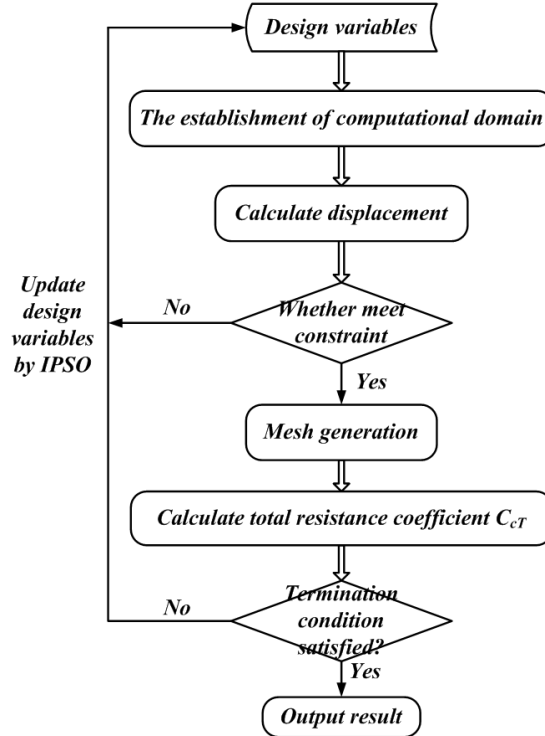 Design variables
The establishment of computational domain
Calculate displacement
Whether meet
constraint
No
Update
design
variables
by IPSO
Yes
Mesh generation
Calculate total resistance coefficient CcT
Termination
condition
satisfied?
No
Yes
Output result